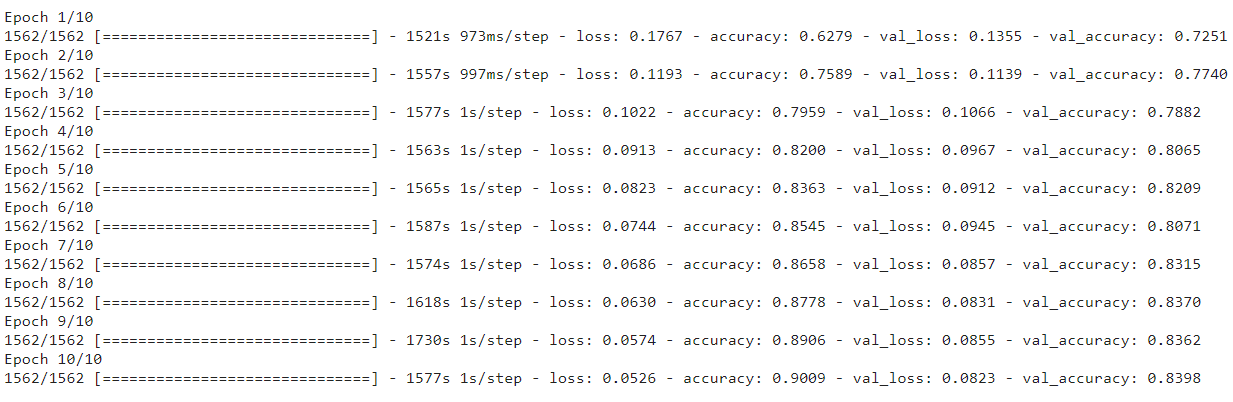 Epoch 1/10
1562/1562 [==============================] - 1521s 973ms/step - loss: 0.1767 - accuracy: 0.6279 - val_loss: 0.1355 - val_accuracy: 0.7251
Epoch 2/10
1562/1562 [==============================] - 1557s 997ms/step - loss: 0.1193 - accuracy: 0.7589 - val_loss: 0.1139 - val_accuracy: 0.7740
Epoch 3/10
1562/1562 [==============================] - 1577s 1s/step - loss: 0.1022 - accuracy: 0.7959 - val_loss: 0.1066 - val_accuracy: 0.7882
Epoch 4/10
1562/1562 [==============================] - 1563s 1s/step - loss: 0.0913 - accuracy: 0.8200 - val_loss: 0.0967 - val_accuracy: 0.8065
Epoch 5/10
1562/1562 [==============================] - 1565s 1s/step - loss: 0.0823 - accuracy: 0.8363 - val_loss: 0.0912 - val_accuracy: 0.8209
Epoch 6/10
1562/1562 [==============================] - 1587s 1s/step - loss: 0.0744 - accuracy: 0.8545 - val_loss: 0.0945 - val_accuracy: 0.8071
Epoch 7/10
1562/1562 [==============================] - 1574s 1s/step - loss: 0.0686 - accuracy: 0.8658 - val_loss: 0.0857 - val_accuracy: 0.8315
Epoch 8/10
1562/1562 [==============================] - 1618s 1s/step - loss: 0.0630 - accuracy: 0.8778 - val_loss: 0.0831 - val_accuracy: 0.8370
Epoch 9/10
1562/1562 [==============================] - 1730s 1s/step - loss: 0.0574 - accuracy: 0.8906 - val_loss: 0.0855 - val_accuracy: 0.8362
Epoch 10/10
1562/1562 [==============================] - 1577s 1s/step - loss: 0.0526 - accuracy: 0.9009 - val_loss: 0.0823 - val_accuracy: 0.8398